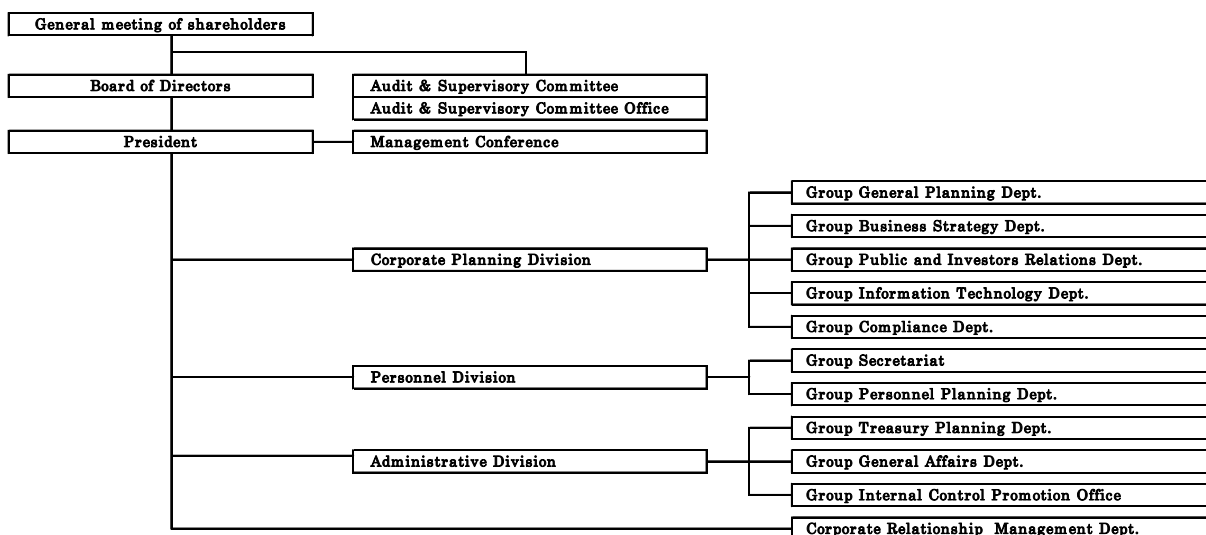 General meeting of shareholders
Board of Directors
Audit & Supervisory Committee
Audit & Supervisory Committee Office
President
Management Conference
Group General Planning Dept.
Group Business Strategy Dept.
Corporate Planning Division
Group Public and Investors Relations Dept.
Group Information Technology Dept.
Group Compliance Dept.
Group Secretariat
Personnel Division
Group Personnel Planning Dept.
Group Treasury Planning Dept.
Administrative Division
Group General Affairs Dept.
Group Internal Control Promotion Office
Corporate Relationship Management Dept.